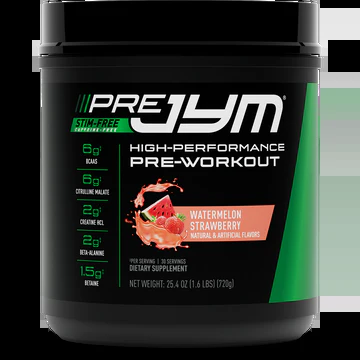 PRE JYM®
STIM-FREE
CAFFEINE-FREE
HIGH-PERFORMANCE
PRE-WORKOUT
6g†
BCAAS
6g†
CITRULLINE MALATE
2g†
CREATINE HCL
2g†
BETA-ALANINE
1.5g†
BETAINE
WATERMELON
STRAWBERRY
NATURAL & ARTIFICIAL FLAVORS
†PER SERVING | 30 SERVINGS
DIETARY SUPPLEMENT
NET WEIGHT: 25.4 OZ (1.6 LBS) (720g)